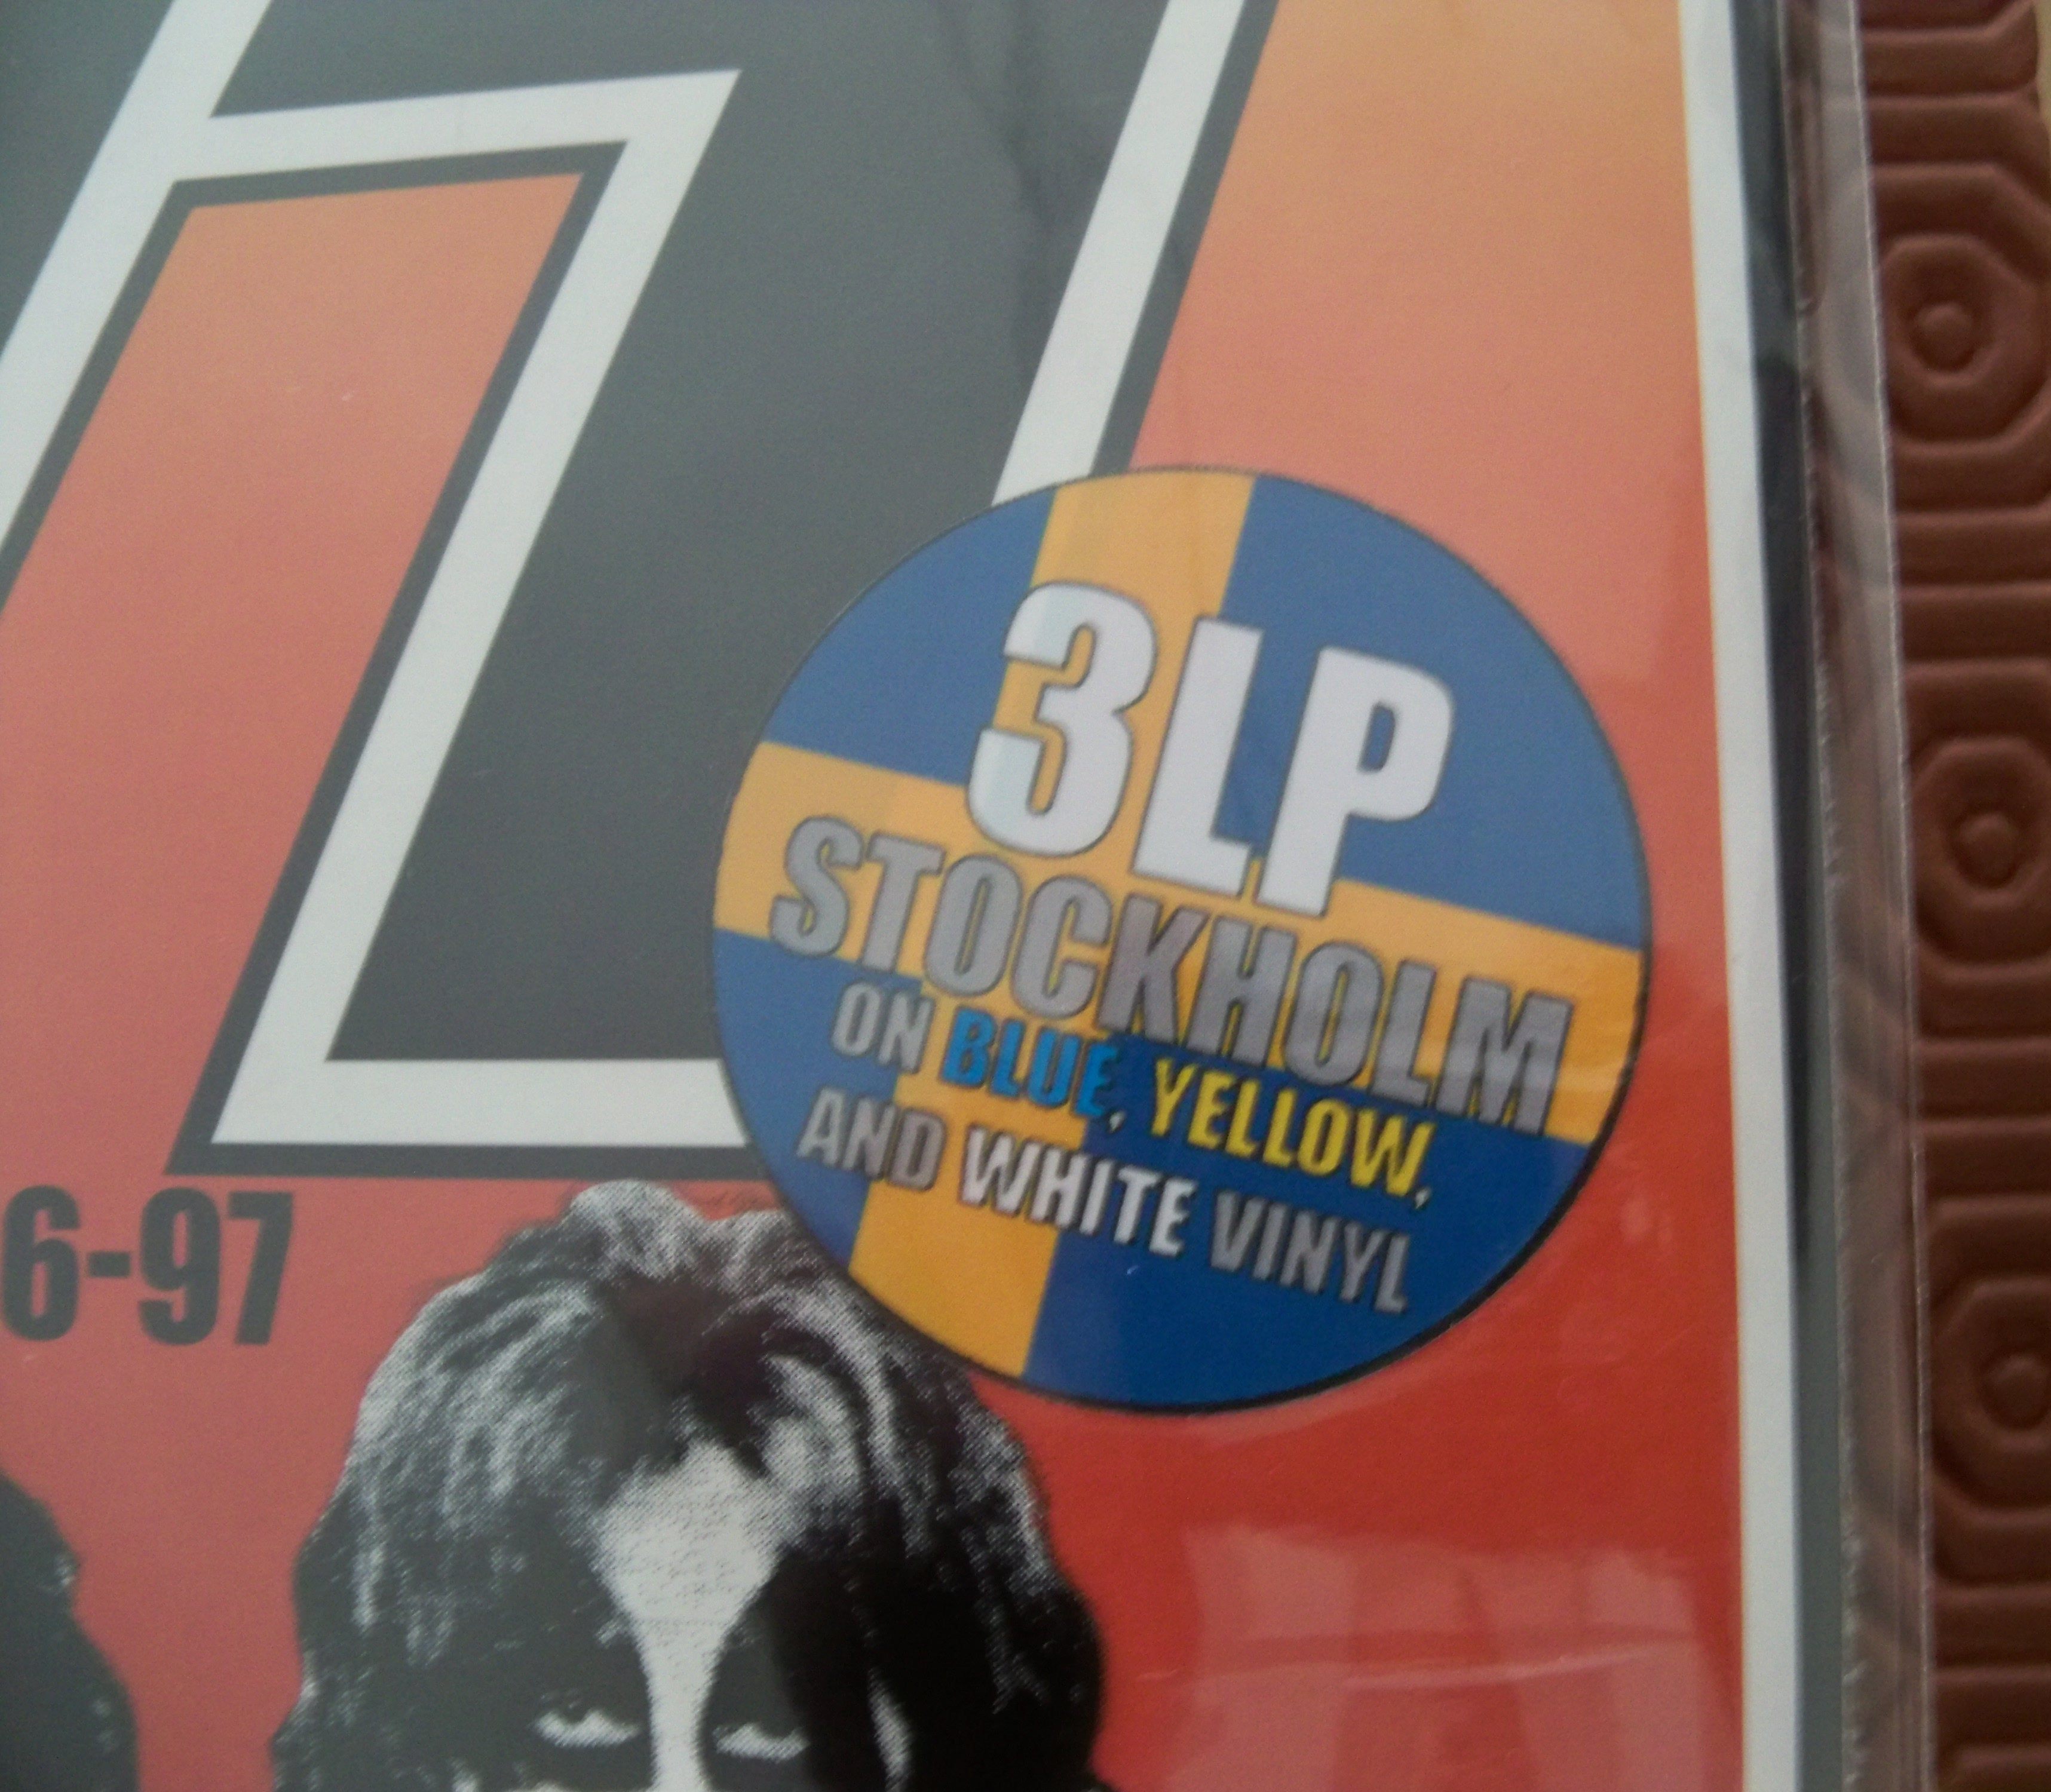 3LP
STOCKHOLM
ON BLUE, YELLOW,
AND WHITE VINYL
6-97